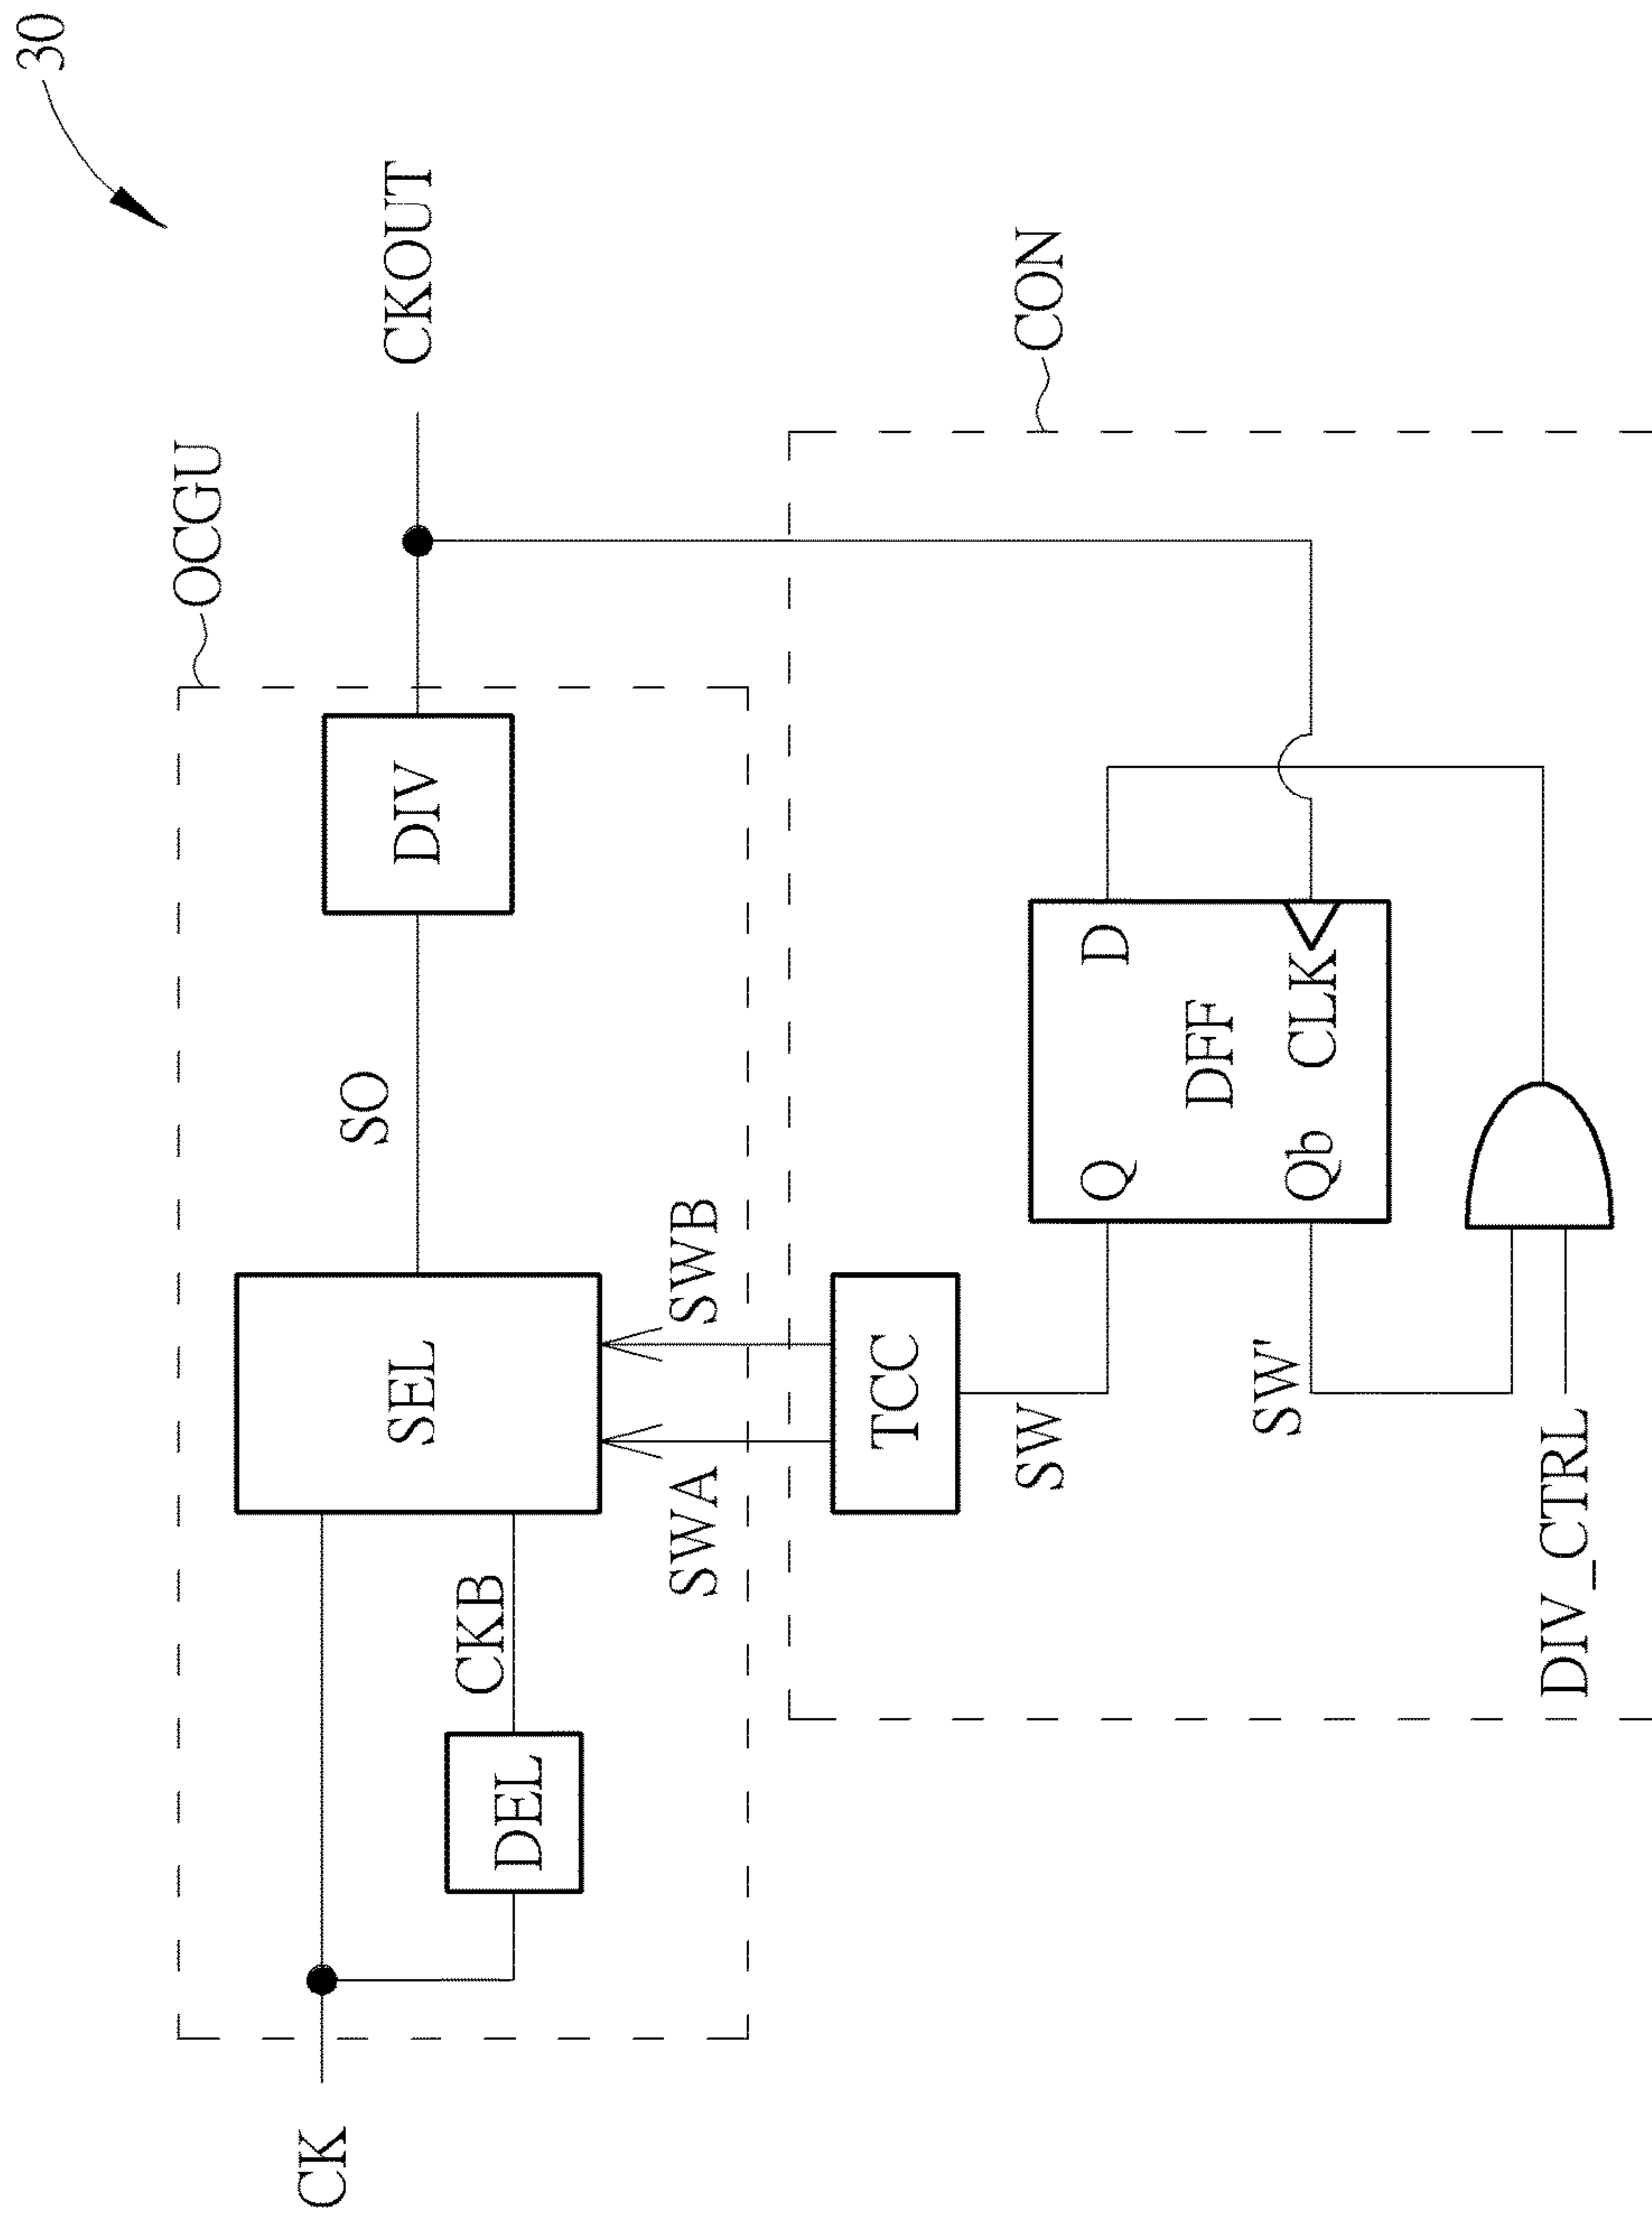 30
OCGU
CK
CKB
DEL
SEL
SO
DIV
CKOUT
SWA
SWB
CON
TCC
SW
Q
D
DFF
SW'
Qb
CLK
DIV_CTRL